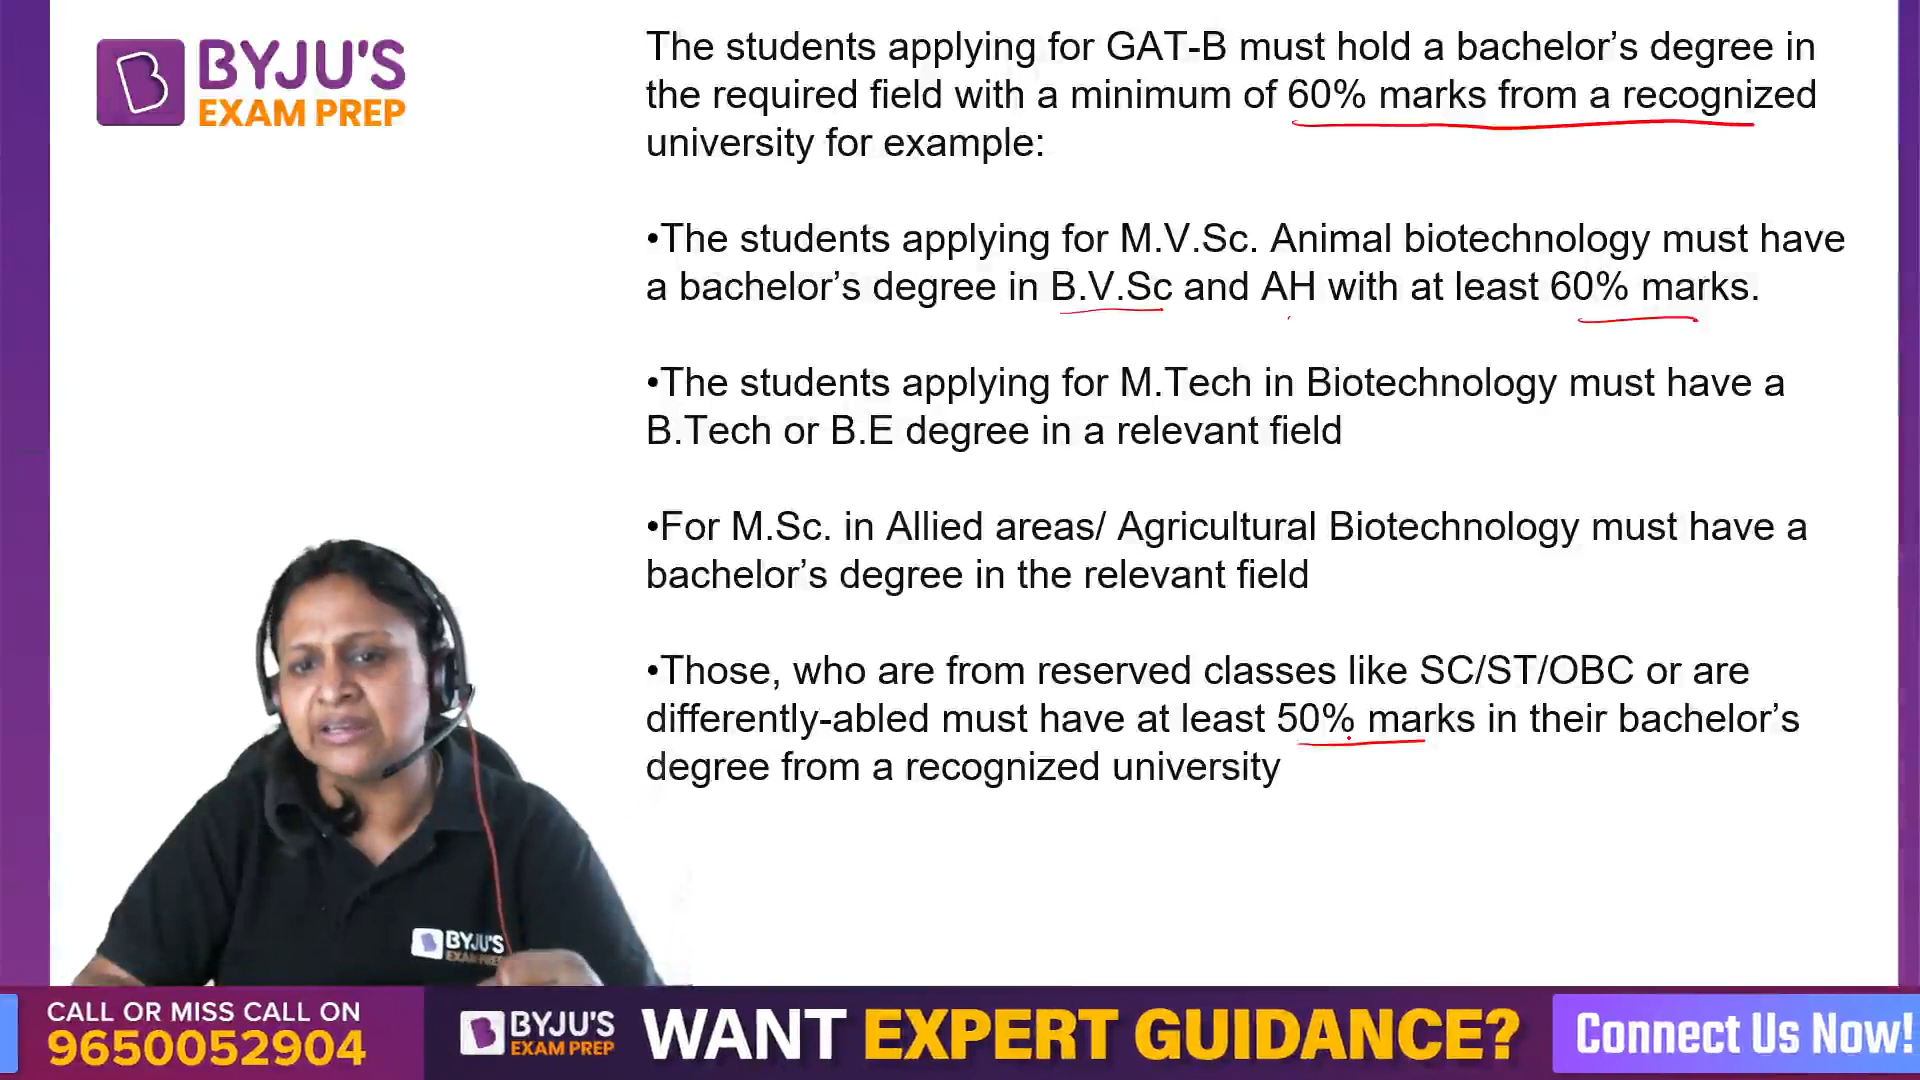 BYJU'S
EXAM PREP
The students applying for GAT-B must hold a bachelor’s degree in
the required field with a minimum of 60% marks from a recognized
university for example:
•The students applying for M.V.Sc. Animal biotechnology must have
a bachelor’s degree in B.V.Sc and AH with at least 60% marks.
•The students applying for M.Tech in Biotechnology must have a
B.Tech or B.E degree in a relevant field
•For M.Sc. in Allied areas/ Agricultural Biotechnology must have a
bachelor’s degree in the relevant field
•Those, who are from reserved classes like SC/ST/OBC or are
differently-abled must have at least 50% marks in their bachelor’s
degree from a recognized university
BYJU'S
EXAM PREP
CALL OR MISS CALL ON
9650052904
BYJU'S
EXAM PREP
WANT EXPERT GUIDANCE?
Connect Us Now!